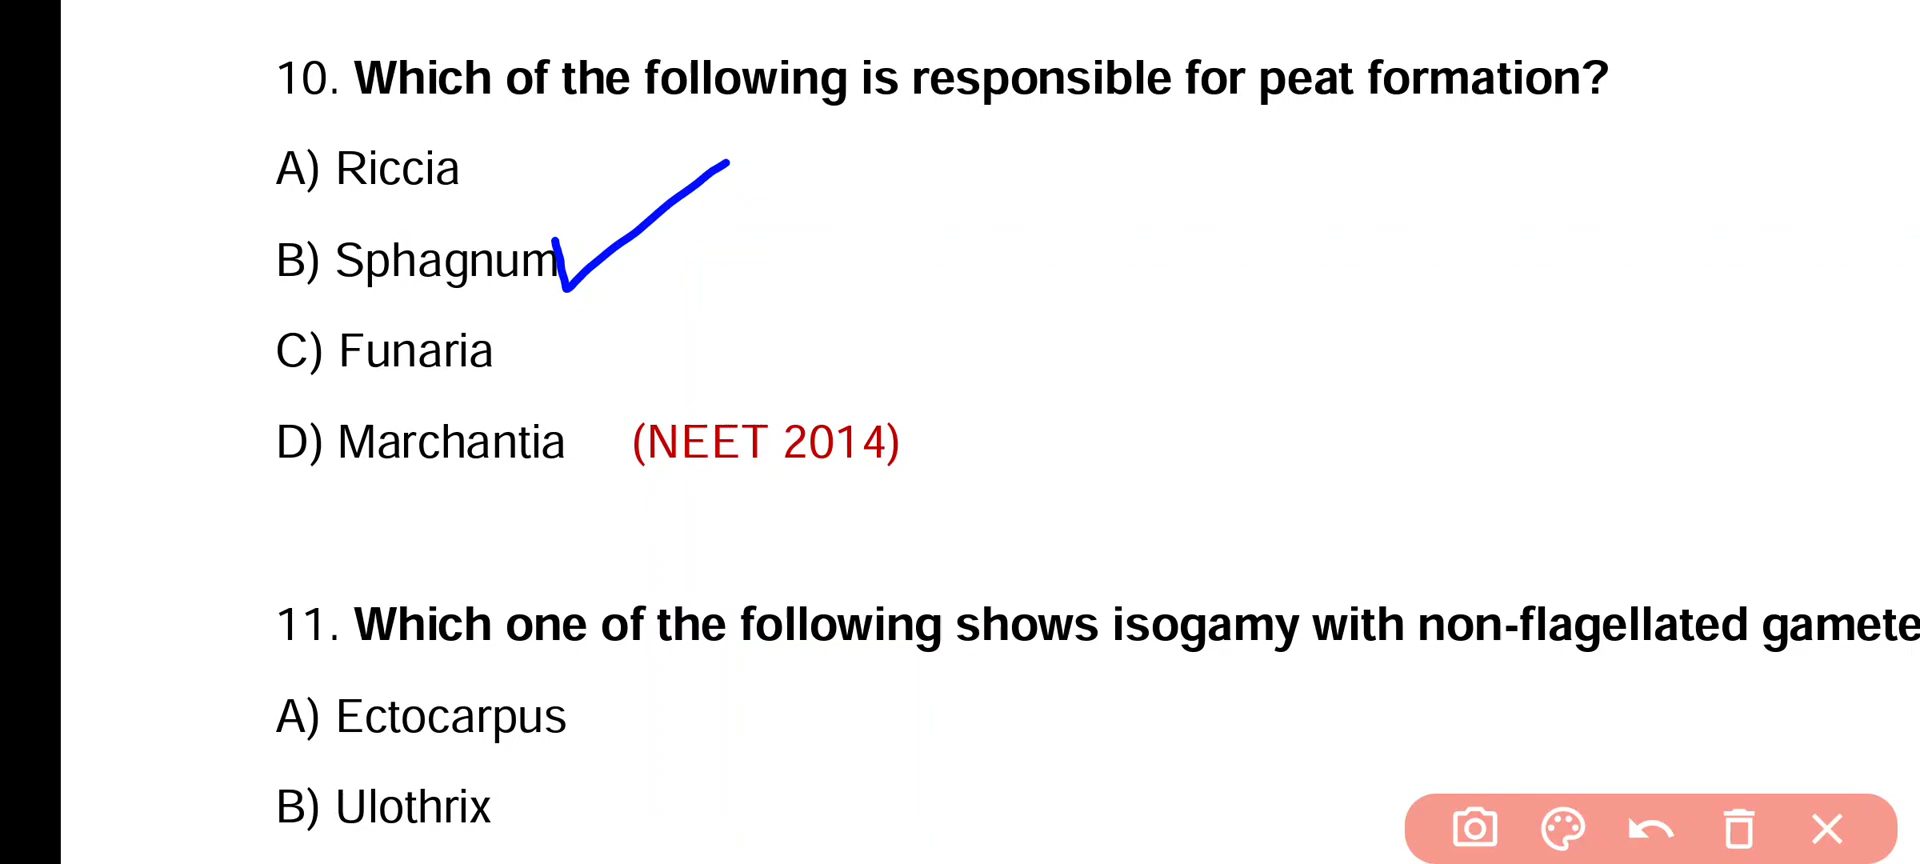 10. Which of the following is responsible for peat formation?
A) Riccia
B) Sphagnum
C) Funaria
D) Marchantia (NEET 2014)
11. Which one of the following shows isogamy with non-flagellated gamete
A) Ectocarpus
B) Ulothrix